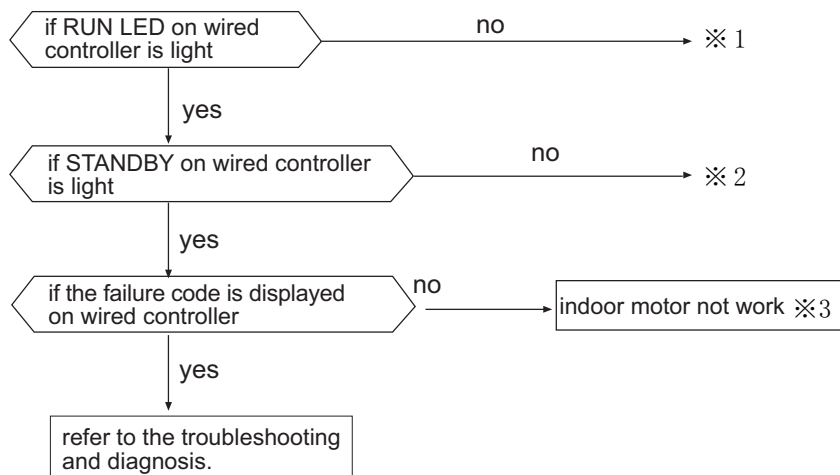 if RUN LED on wired
controller is light
no
※1
yes
if STANDBY on wired controller
is light
no
※2
yes
if the failure code is displayed
on wired controller
no
indoor motor not work ※3
yes
refer to the troubleshooting
and diagnosis.